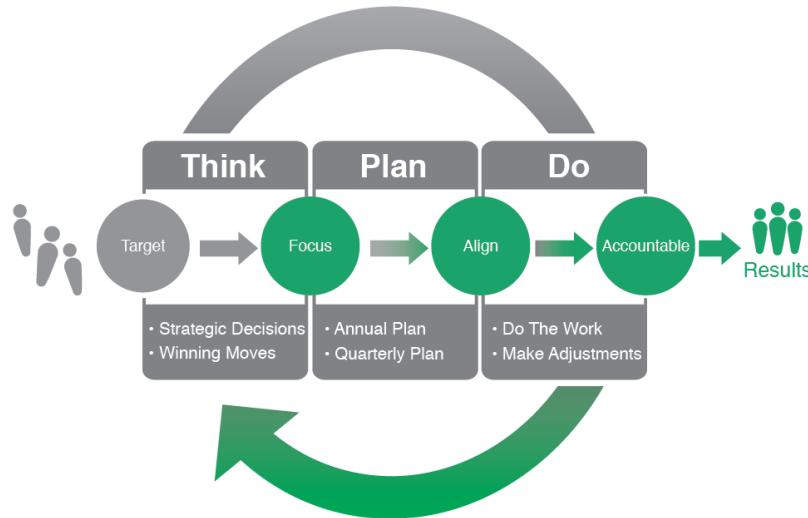 Think
Plan
Do
Target
Focus
Align
Accountable
Results
• Strategic Decisions
• Winning Moves
• Annual Plan
• Quarterly Plan
• Do The Work
• Make Adjustments